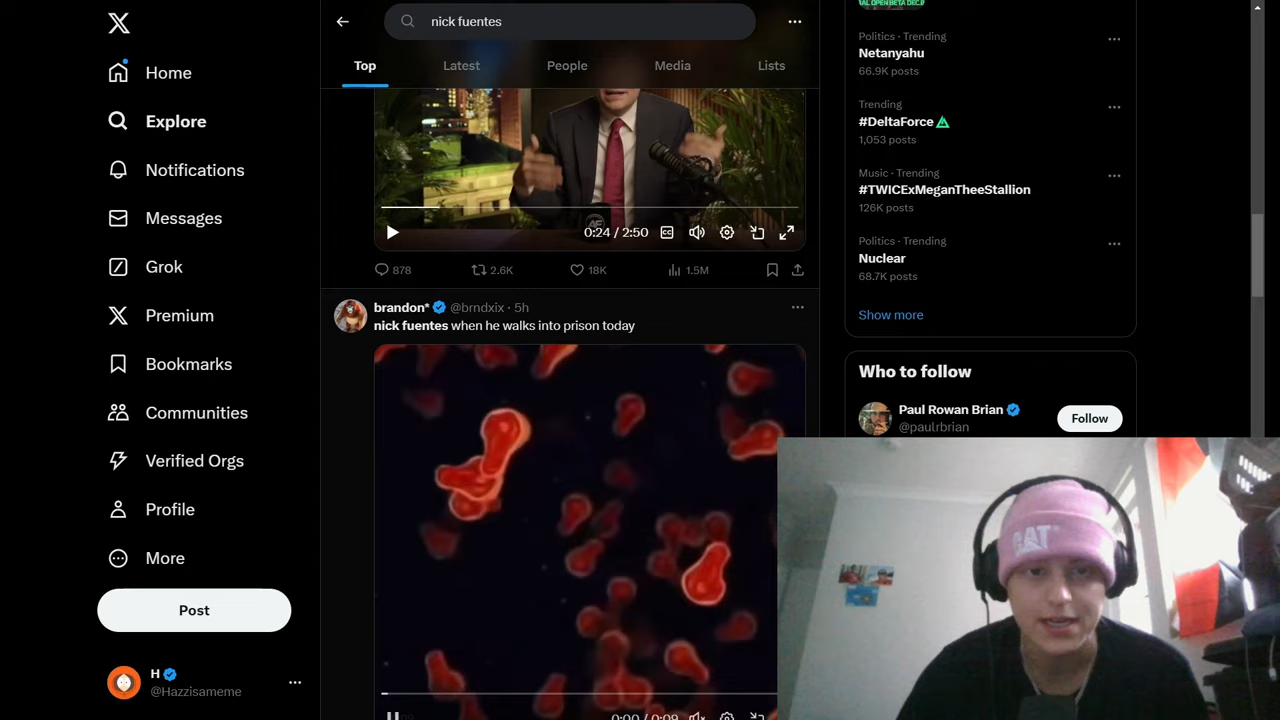 nick fuentes
Home
Explore
Notifications
Messages
Grok
Premium
Bookmarks
Communities
Verified Orgs
Profile
More
Post
H
@Hazzisameme
Top
Latest
People
Media
Lists
0:24 / 2:50
CC
878
2.6K
18K
1.5M
brandon* @brndxix · 5h
nick fuentes when he walks into prison today
0:00 / 0:09
Politics · Trending
Netanyahu
66.9K posts
Trending
#DeltaForce
1,053 posts
Music · Trending
#TWICExMeganTheeStallion
126K posts
Politics · Trending
Nuclear
68.7K posts
Show more
Who to follow
Paul Rowan Brian
@paulrbrian
Follow
CAT